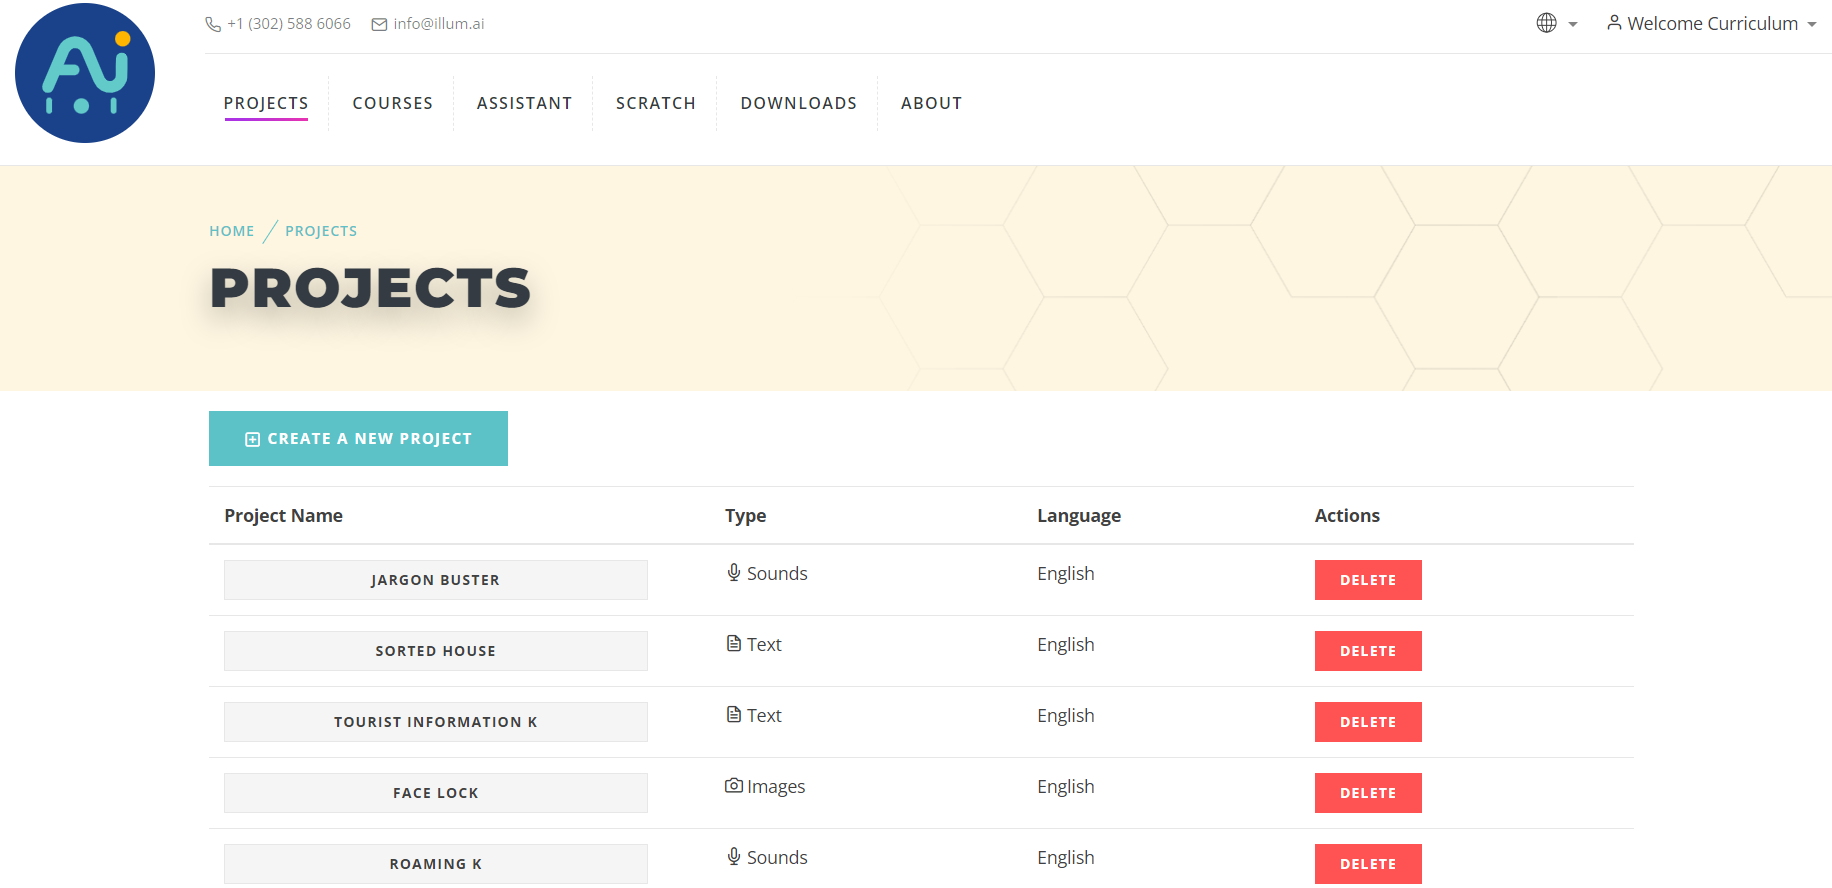 Ai
+1 (302) 588 6066 info@illum.ai Welcome Curriculum
PROJECTS COURSES ASSISTANT SCRATCH DOWNLOADS ABOUT
HOME / PROJECTS
PROJECTS
CREATE A NEW PROJECT
Project Name Type Language Actions
JARGON BUSTER Sounds English DELETE
SORTED HOUSE Text English DELETE
TOURIST INFORMATION K Text English DELETE
FACE LOCK Images English DELETE
ROAMING K Sounds English DELETE